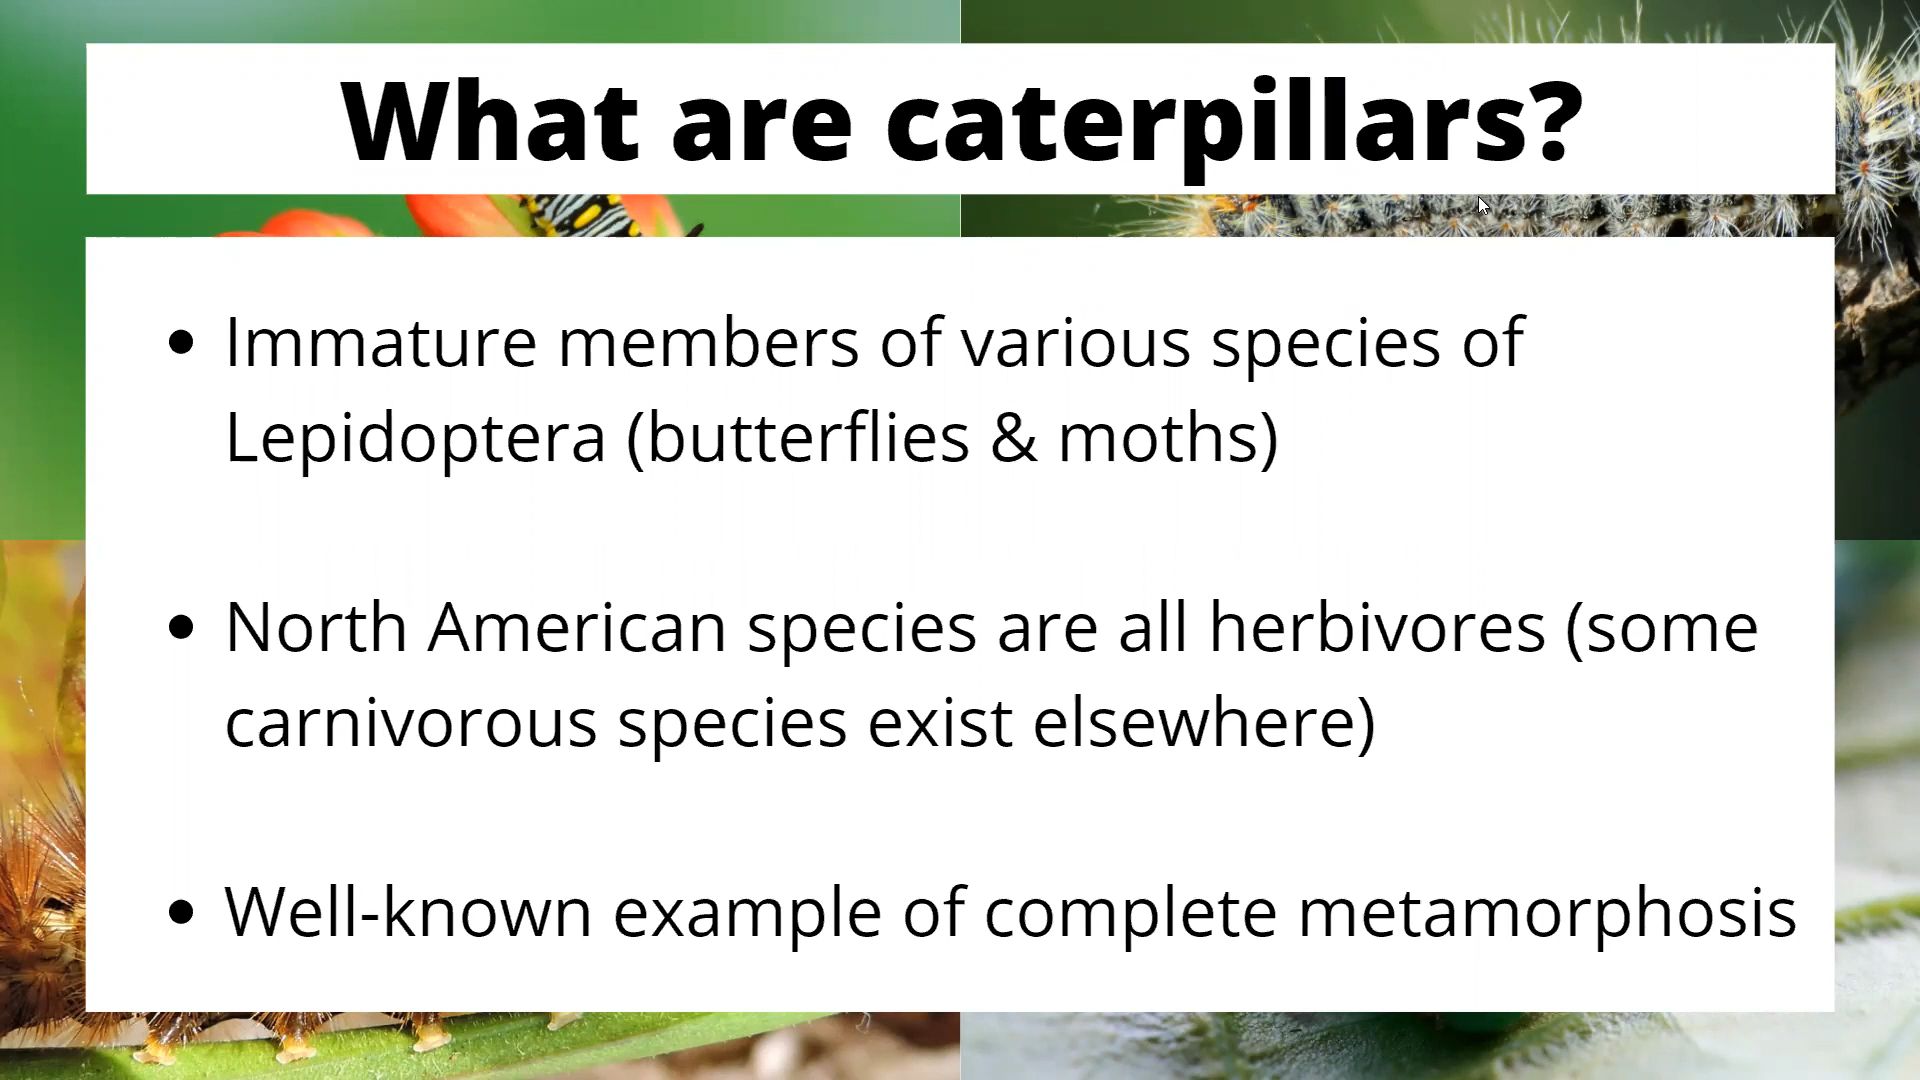 What are caterpillars?
• Immature members of various species of
Lepidoptera (butterflies & moths)
• North American species are all herbivores (some
carnivorous species exist elsewhere)
• Well-known example of complete metamorphosis